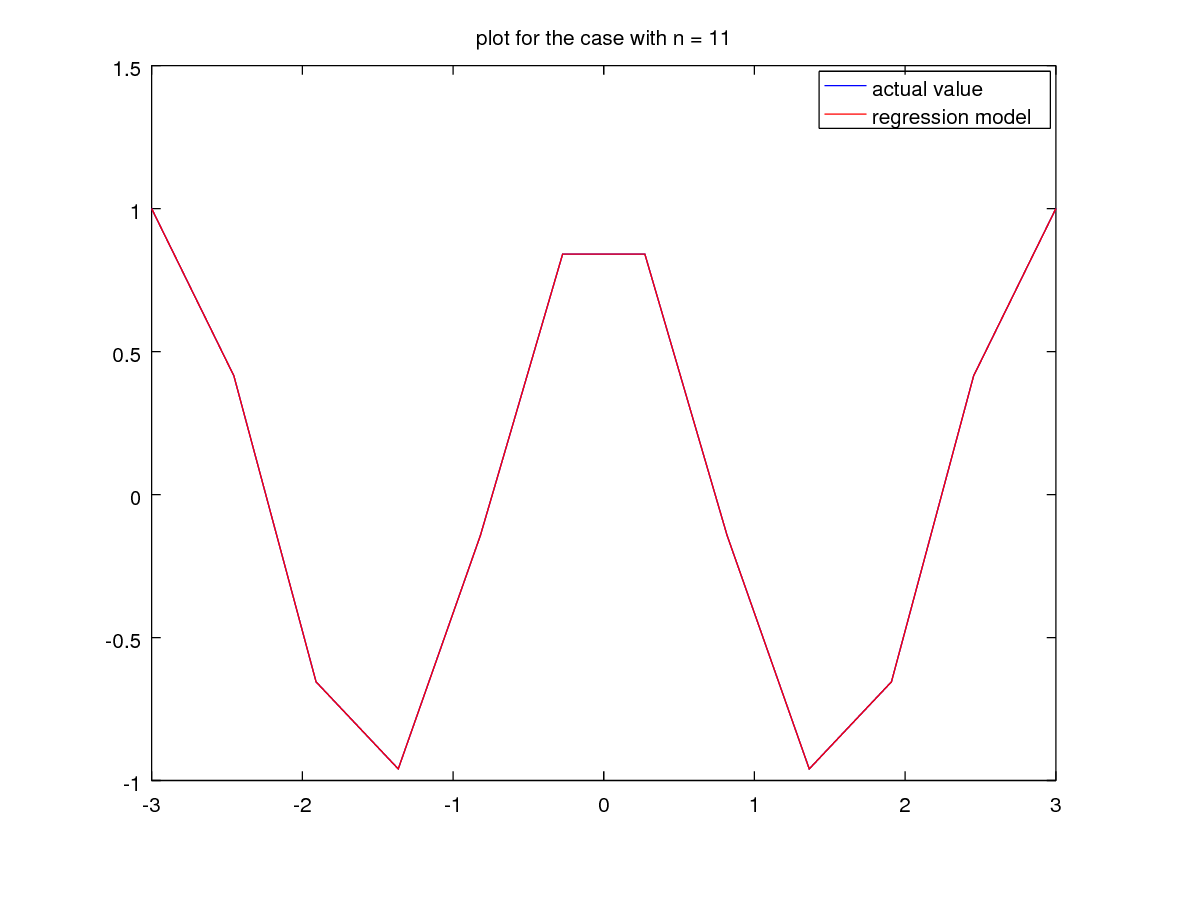 plot for the case with n = 11
actual value
regression model
1.5
1
0.5
0
-0.5
-1
-3 -2 -1 0 1 2 3